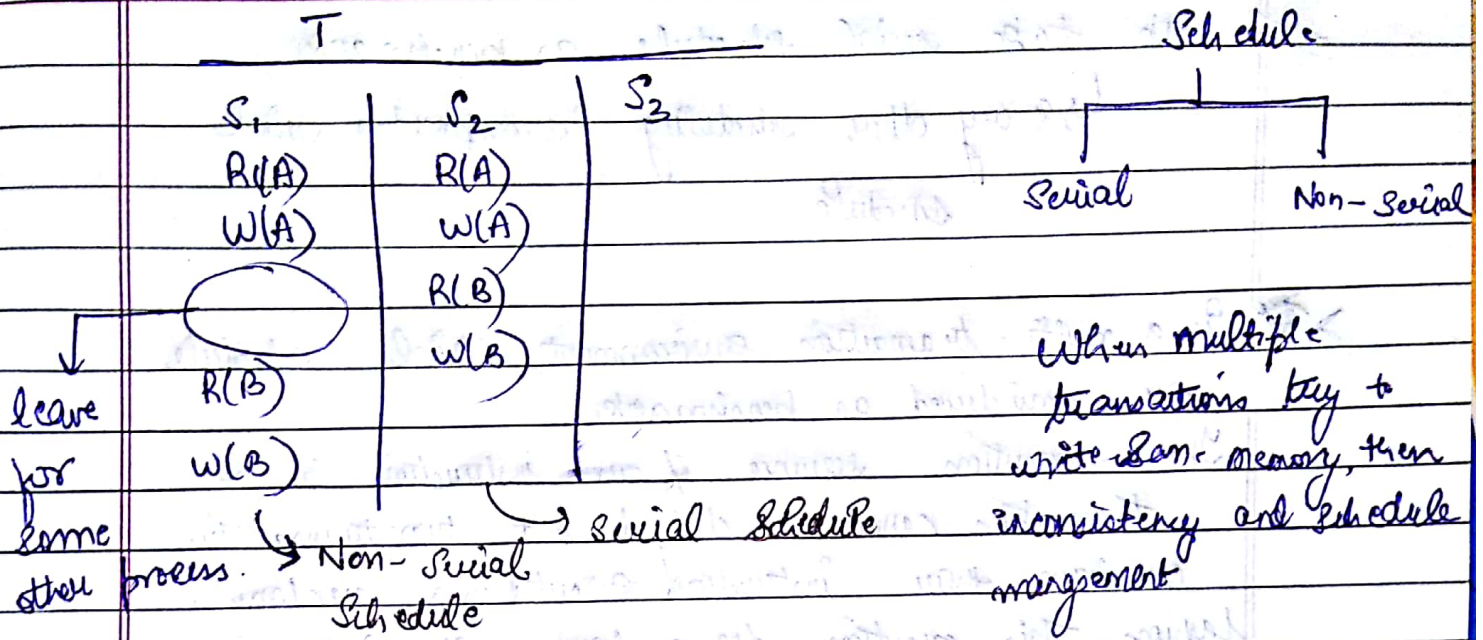 T
Schedule
S1 S2 S3
R(A) R(A)
Serial Non-Serial
W(A) W(A)
R(B)
W(B)
R(B)
W(B)
leave
for
some
other process.
Non-Serial
Schedule
Serial Schedule
When multiple
transactions try to
write same memory, then
inconsistency and schedule
mangsement